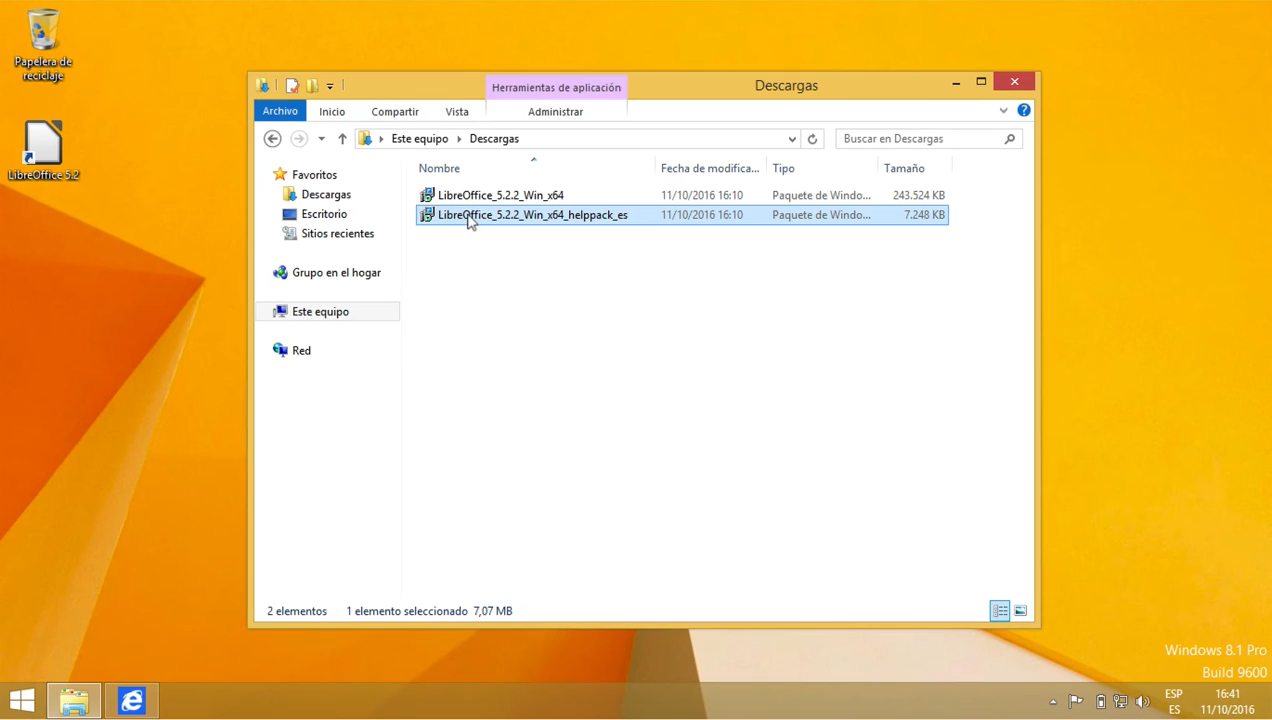 Papelera de
reciclaje
LibreOffice 5.2
Herramientas de aplicación
Descargas
Archivo
Inicio
Compartir
Vista
Administrar
Este equipo
Descargas
Buscar en Descargas
Favoritos
Descargas
Escritorio
Sitios recientes
Grupo en el hogar
Este equipo
Red
Nombre
Fecha de modifica...
Tipo
Tamaño
LibreOffice_5.2.2_Win_x64
11/10/2016 16:10
Paquete de Windo...
243.524 KB
LibreOffice_5.2.2_Win_x64_helppack_es
11/10/2016 16:10
Paquete de Windo...
7.248 KB
2 elementos
1 elemento seleccionado 7,07 MB
Windows 8.1 Pro
Build 9600
ESP
ES
16:41
11/10/2016